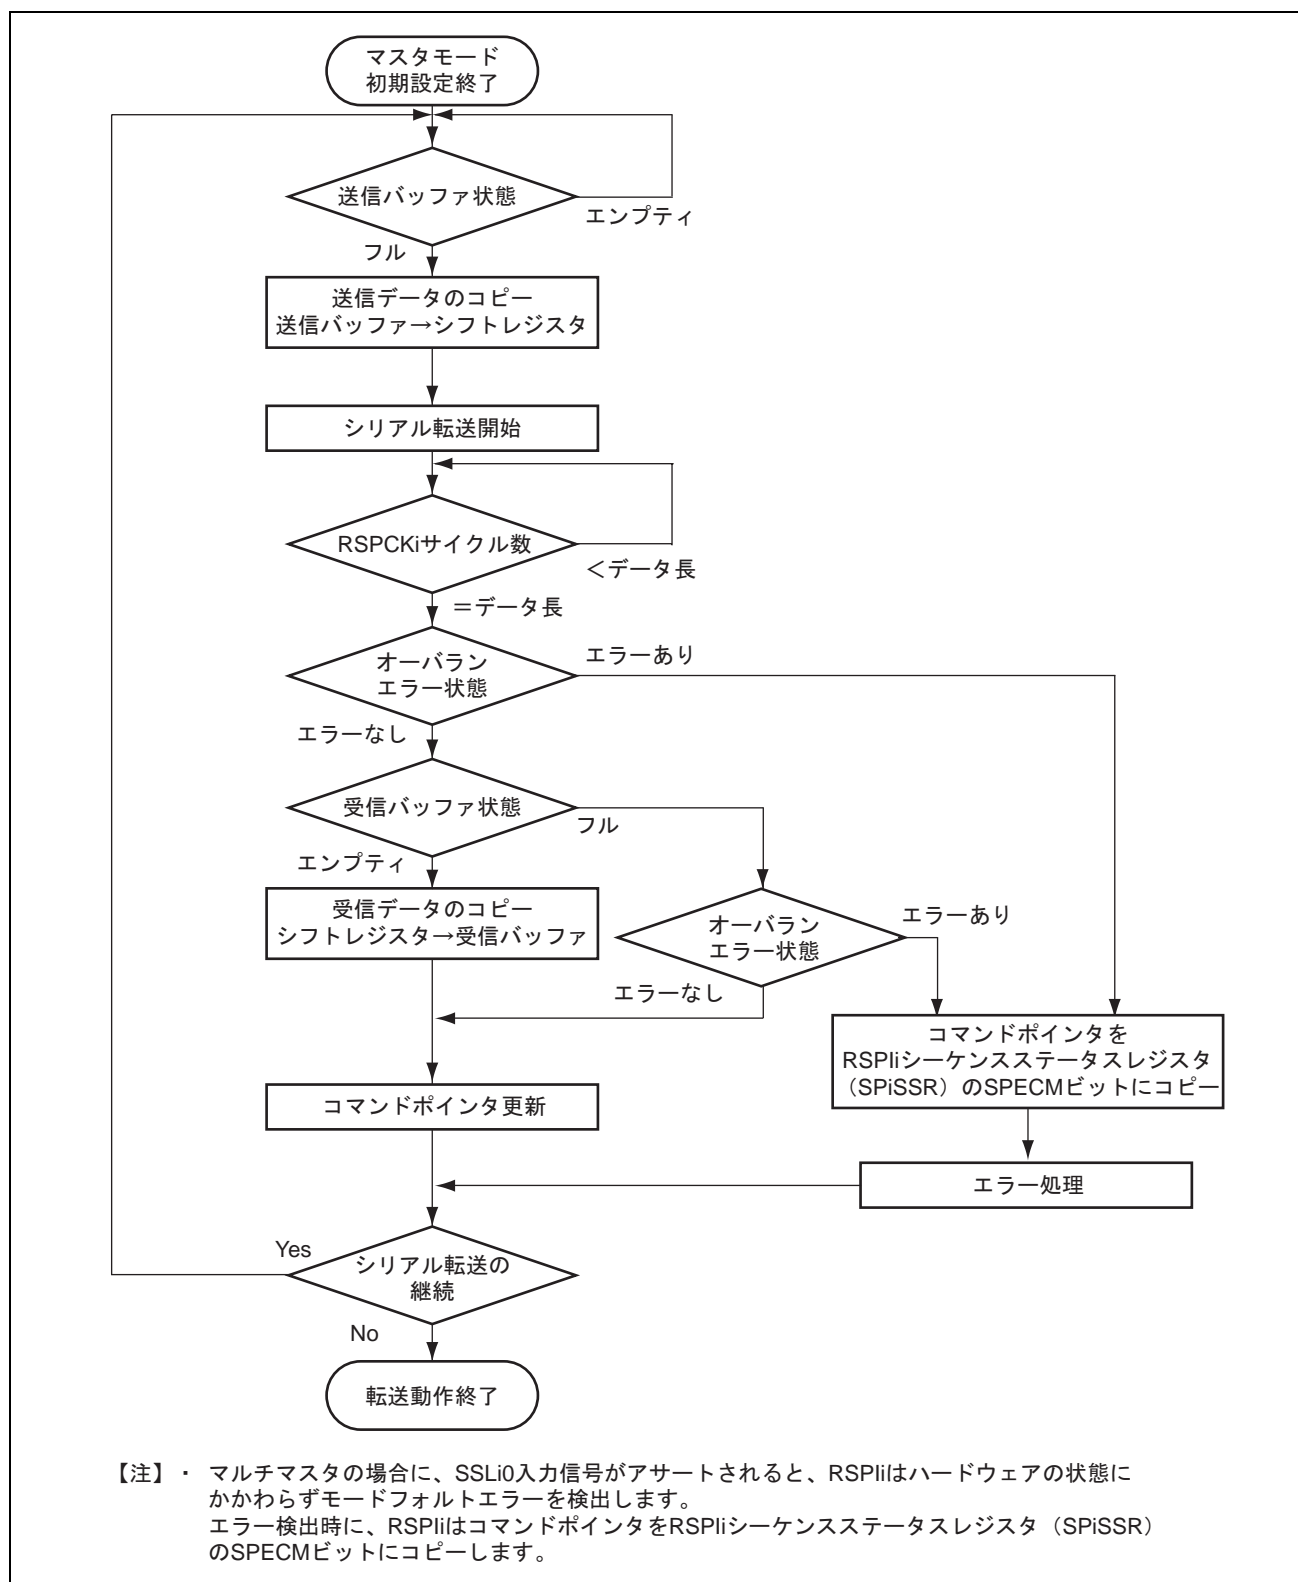 マスタモード
初期設定終了
送信バッファ状態
エンプティ
フル
送信データのコピー
送信バッファ→シフトレジスタ
シリアル転送開始
RSPCKiサイクル数
＜データ長
＝データ長
オーバラン
エラー状態
エラーあり
エラーなし
受信バッファ状態
フル
エンプティ
受信データのコピー
シフトレジスタ→受信バッファ
オーバラン
エラー状態
エラーあり
エラーなし
コマンドポインタを
RSPIiシーケンスステータスレジスタ
（SPiSSR）のSPECMビットにコピー
コマンドポインタ更新
エラー処理
Yes
シリアル転送の
継続
No
転送動作終了
【注】・ マルチマスタの場合に、SSLi0入力信号がアサートされると、RSPIiはハードウェアの状態に
かかわらずモードフォルトエラーを検出します。
エラー検出時に、RSPIiはコマンドポインタをRSPIiシーケンスステータスレジスタ（SPiSSR）
のSPECMビットにコピーします。